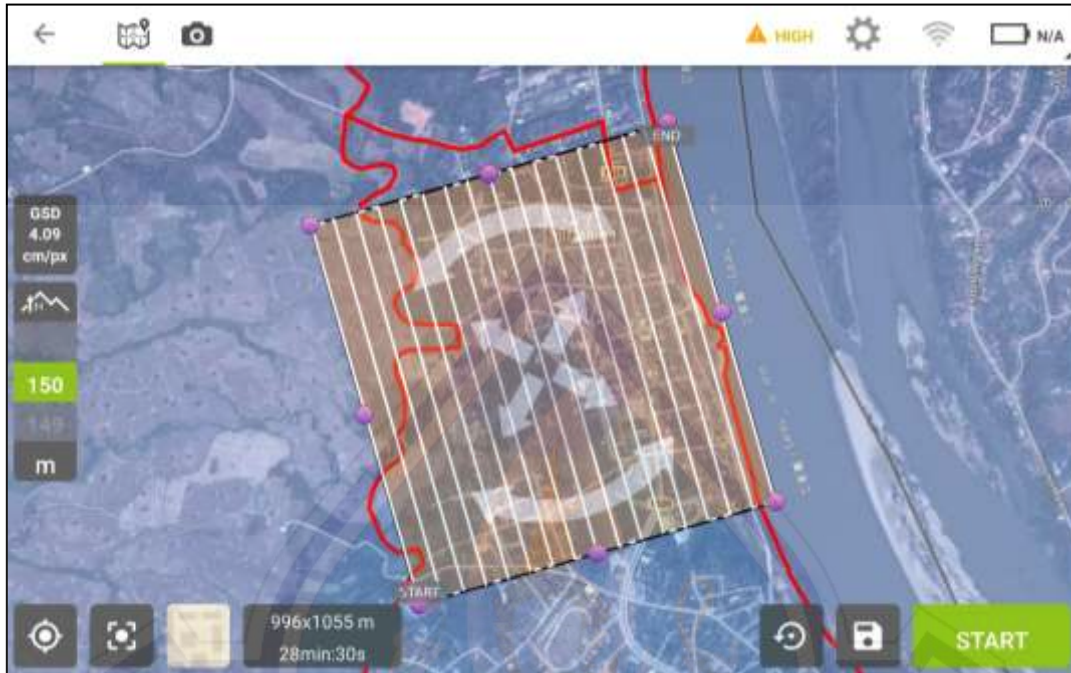 HIGH
N/A
END
GSD
4.09
cm/px
150
149
m
START
996x1055 m
28min:30s
START